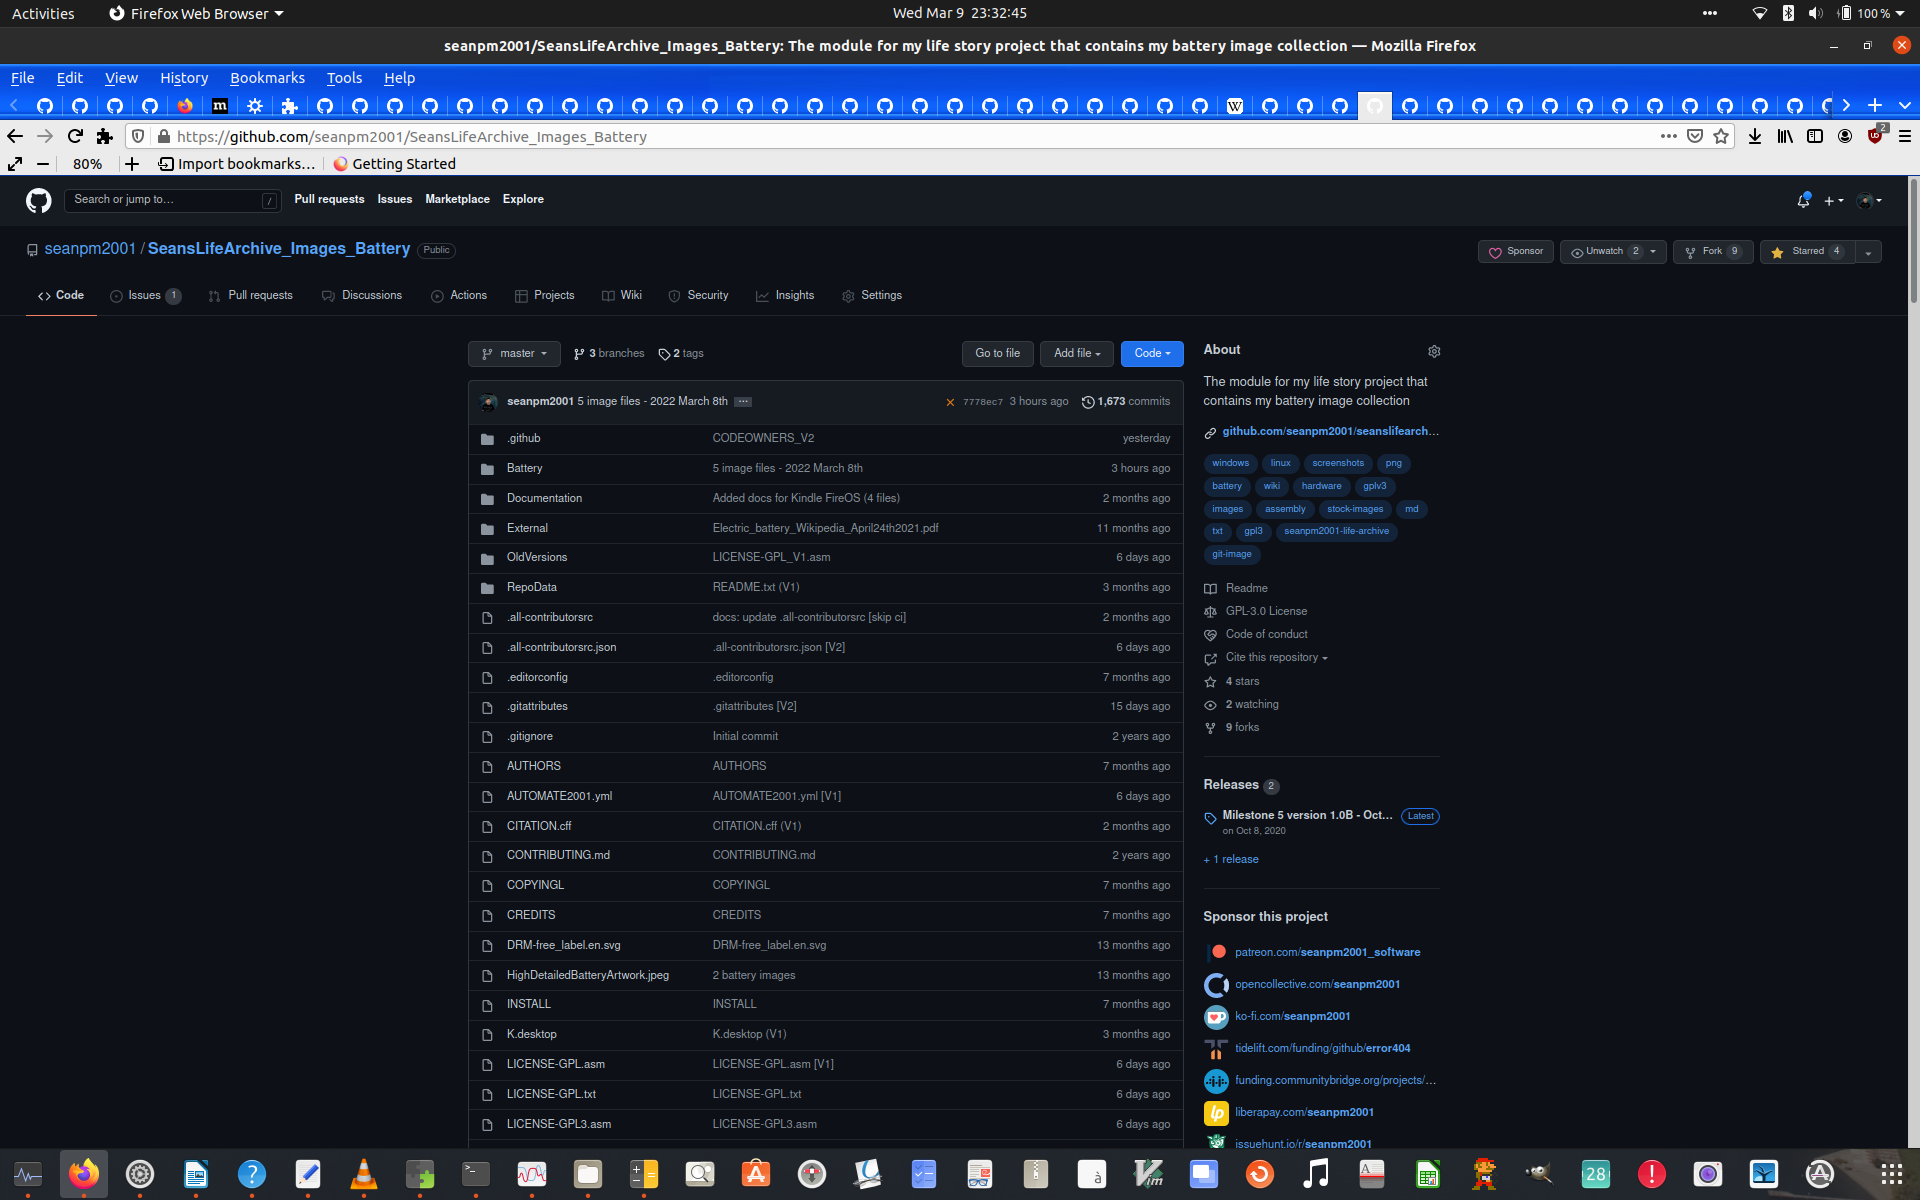 Activities Firefox Web Browser Wed Mar 9 23:32:45 100 %
seanpm2001/SeansLifeArchive_Images_Battery: The module for my life story project that contains my battery image collection — Mozilla Firefox
File Edit View History Bookmarks Tools Help
https://github.com/seanpm2001/SeansLifeArchive_Images_Battery 2
80% Import bookmarks... Getting Started
Search or jump to... / Pull requests Issues Marketplace Explore
seanpm2001 / SeansLifeArchive_Images_Battery Public Sponsor Unwatch 2 Fork 9 Starred 4
Code Issues 1 Pull requests Discussions Actions Projects Wiki Security Insights Settings
master 3 branches 2 tags Go to file Add file Code
seanpm2001 5 image files - 2022 March 8th ... 7778ec7 3 hours ago 1,673 commits
.github CODEOWNERS_V2 yesterday
Battery 5 image files - 2022 March 8th 3 hours ago
Documentation Added docs for Kindle FireOS (4 files) 2 months ago
External Electric_battery_Wikipedia_April24th2021.pdf 11 months ago
OldVersions LICENSE-GPL_V1.asm 6 days ago
RepoData README.txt (V1) 3 months ago
.all-contributorsrc docs: update .all-contributorsrc [skip ci] 2 months ago
.all-contributorsrc.json .all-contributorsrc.json [V2] 6 days ago
.editorconfig .editorconfig 7 months ago
.gitattributes .gitattributes [V2] 15 days ago
.gitignore Initial commit 2 years ago
AUTHORS AUTHORS 7 months ago
AUTOMATE2001.yml AUTOMATE2001.yml [V1] 6 days ago
CITATION.cff CITATION.cff (V1) 2 months ago
CONTRIBUTING.md CONTRIBUTING.md 2 years ago
COPYINGL COPYINGL 7 months ago
CREDITS CREDITS 7 months ago
DRM-free_label.en.svg DRM-free_label.en.svg 13 months ago
HighDetailedBatteryArtwork.jpeg 2 battery images 13 months ago
INSTALL INSTALL 7 months ago
K.desktop K.desktop (V1) 3 months ago
LICENSE-GPL.asm LICENSE-GPL.asm [V1] 6 days ago
LICENSE-GPL.txt LICENSE-GPL.txt 6 days ago
LICENSE-GPL3.asm LICENSE-GPL3.asm 6 days ago
About
The module for my life story project that
contains my battery image collection
github.com/seanpm2001/seanslifearch...
windows linux screenshots png
battery wiki hardware gplv3
images assembly stock-images md
txt gpl3 seanpm2001-life-archive
git-image
Readme
GPL-3.0 License
Code of conduct
Cite this repository
4 stars
2 watching
9 forks
Releases 2
Milestone 5 version 1.0B - Oct... Latest
on Oct 8, 2020
+ 1 release
Sponsor this project
patreon.com/seanpm2001_software
opencollective.com/seanpm2001
ko-fi.com/seanpm2001
tidelift.com/funding/github/error404
funding.communitybridge.org/projects/...
liberapay.com/seanpm2001
issuehunt.io/r/seanpm2001
28